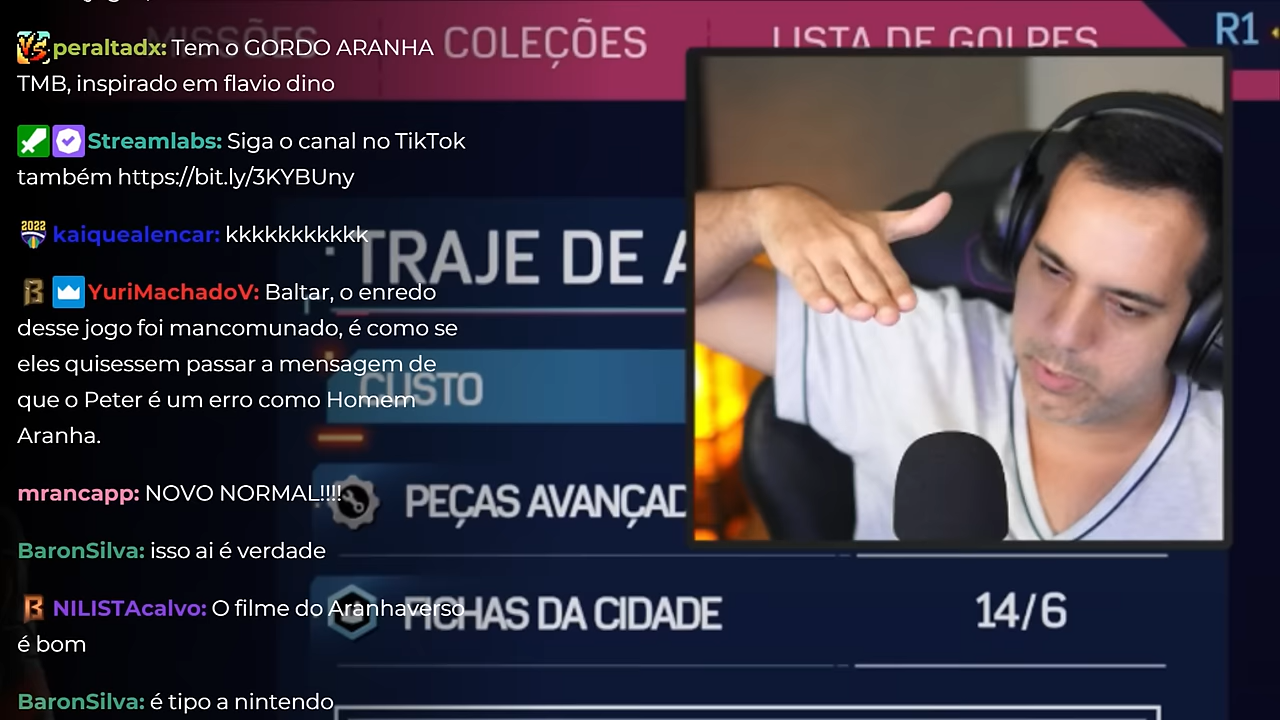 MISSÕES COLEÇÕES LISTA DE GOLPES R1
peraltadx: Tem o GORDO ARANHA
TMB, inspirado em flavio dino
Streamlabs: Siga o canal no TikTok
também https://bit.ly/3KYBUny
2022
kaiquealencar: kkkkkkkkkkk
YuriMachadoV: Baltar, o enredo
desse jogo foi mancomunado, é como se
eles quisessem passar a mensagem de
que o Peter é um erro como Homem
Aranha.
mrancapp: NOVO NORMAL!!!!
BaronSilva: isso ai é verdade
NILISTAcalvo: O filme do Aranhaverso
é bom
BaronSilva: é tipo a nintendo
TRAJE DE A
CUSTO
PEÇAS AVANÇAD
FICHAS DA CIDADE 14/6